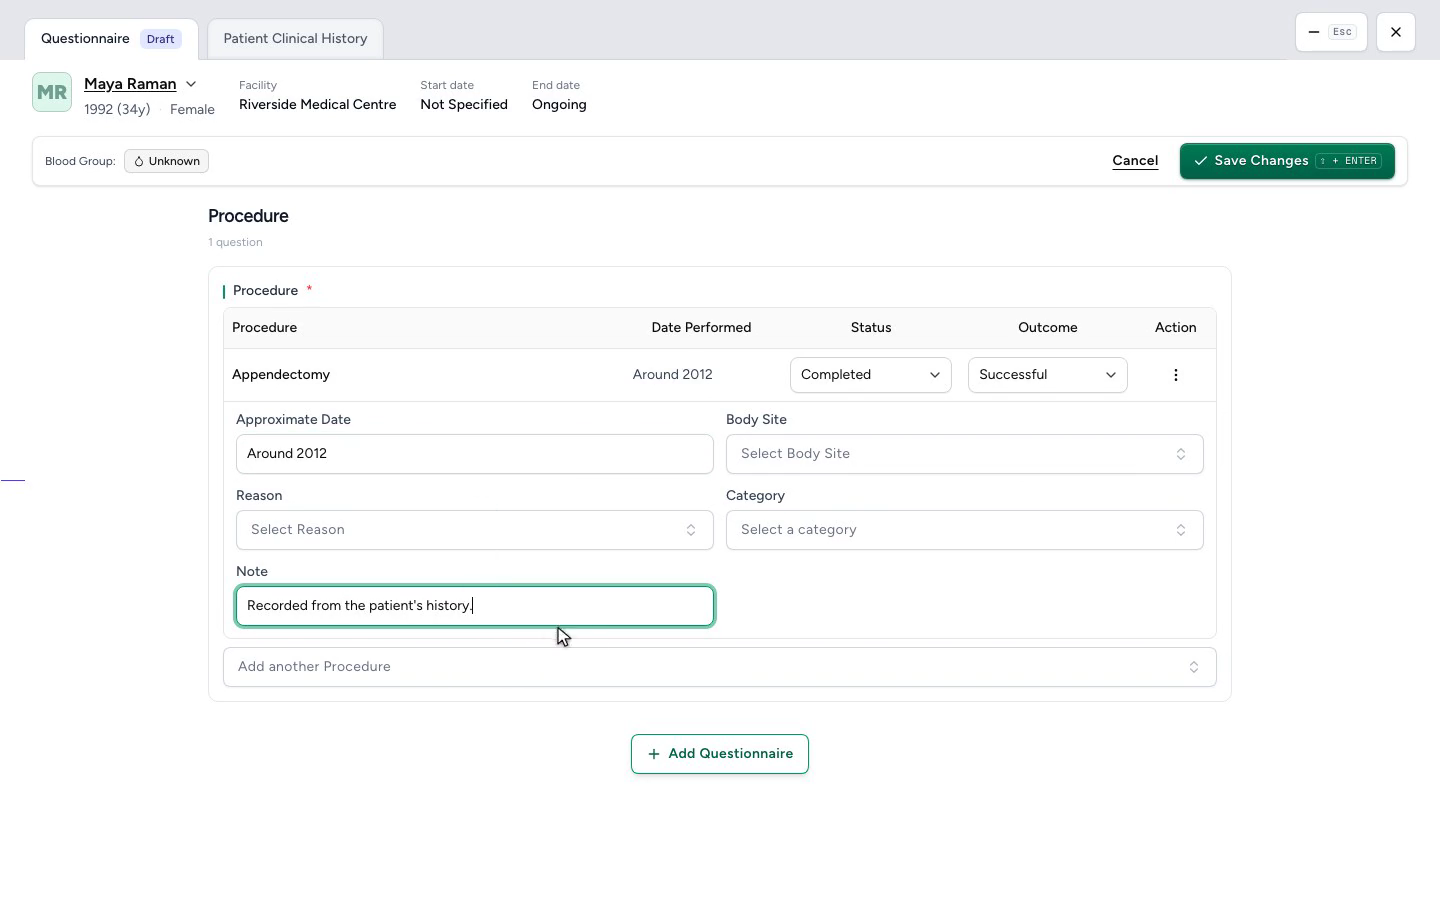 Questionnaire Draft Patient Clinical History — Esc
MR Maya Raman
1992 (34y) · Female
Facility Start date End date
Riverside Medical Centre Not Specified Ongoing
Blood Group: Unknown Cancel Save Changes ⇧ + ENTER
Procedure
1 question
Procedure *
Procedure Date Performed Status Outcome Action
Appendectomy Around 2012 Completed Successful
Approximate Date Body Site
Around 2012 Select Body Site
Reason Category
Select Reason Select a category
Note
Recorded from the patient's history.
Add another Procedure
+ Add Questionnaire